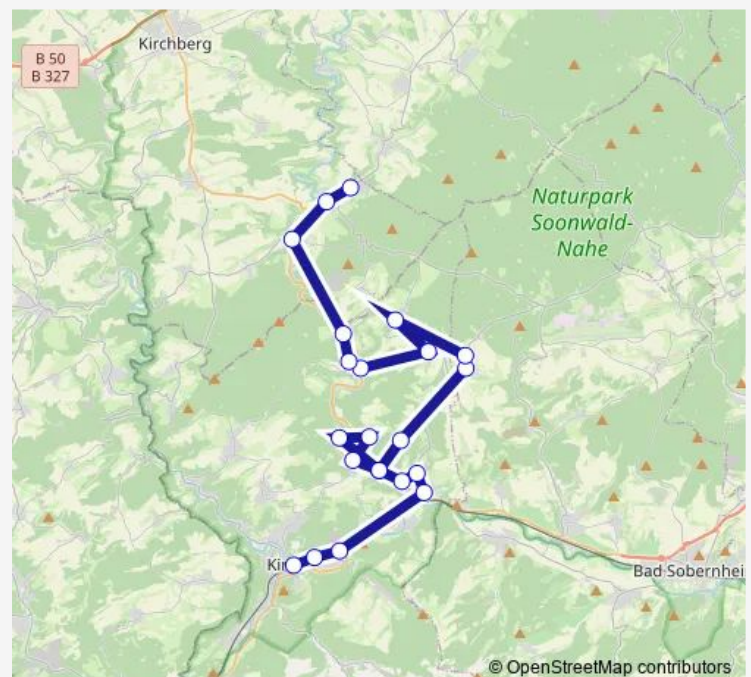 Kirchberg
B 50
B 327
Naturpark
Soonwald-
Nahe
Bad Sobernhei
© OpenStreetMap contributors